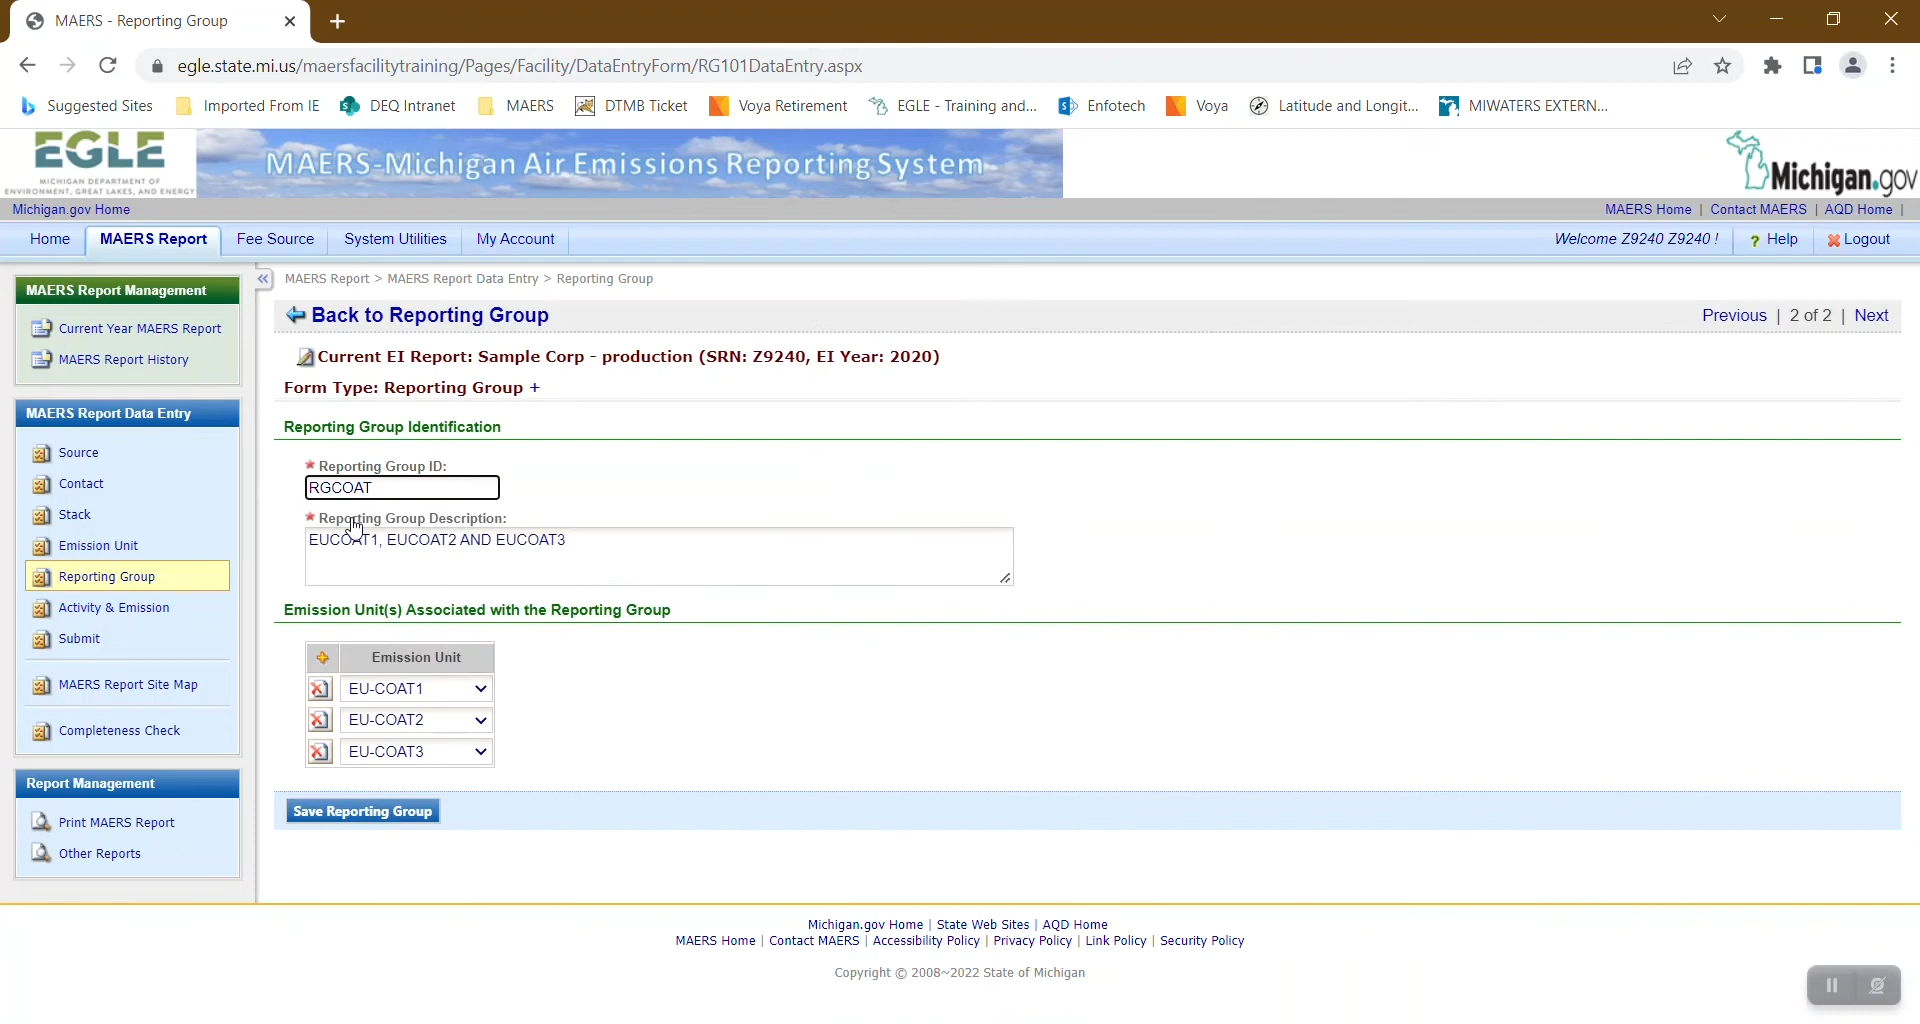 MAERS - Reporting Group
egle.state.mi.us/maersfacilitytraining/Pages/Facility/DataEntryForm/RG101DataEntry.aspx
Suggested Sites Imported From IE DEQ Intranet MAERS DTMB Ticket Voya Retirement EGLE - Training and... Enfotech Voya Latitude and Longit... MIWATERS EXTERN...
EGLE
MICHIGAN DEPARTMENT OF
ENVIRONMENT, GREAT LAKES, AND ENERGY
MAERS-Michigan Air Emissions Reporting System
Michigan.gov
Michigan.gov Home
MAERS Home | Contact MAERS | AQD Home |
Home MAERS Report Fee Source System Utilities My Account
Welcome Z9240 Z9240 ! ? Help Logout
MAERS Report Management
Current Year MAERS Report
MAERS Report History
MAERS Report Data Entry
Source
Contact
Stack
Emission Unit
Reporting Group
Activity & Emission
Submit
MAERS Report Site Map
Completeness Check
Report Management
Print MAERS Report
Other Reports
MAERS Report > MAERS Report Data Entry > Reporting Group
Back to Reporting Group
Previous | 2 of 2 | Next
Current EI Report: Sample Corp - production (SRN: Z9240, EI Year: 2020)
Form Type: Reporting Group +
Reporting Group Identification
Reporting Group ID:
RGCOAT
Reporting Group Description:
EUCOAT1, EUCOAT2 AND EUCOAT3
Emission Unit(s) Associated with the Reporting Group
Emission Unit
EU-COAT1
EU-COAT2
EU-COAT3
Save Reporting Group
Michigan.gov Home | State Web Sites | AQD Home
MAERS Home | Contact MAERS | Accessibility Policy | Privacy Policy | Link Policy | Security Policy
Copyright © 2008~2022 State of Michigan